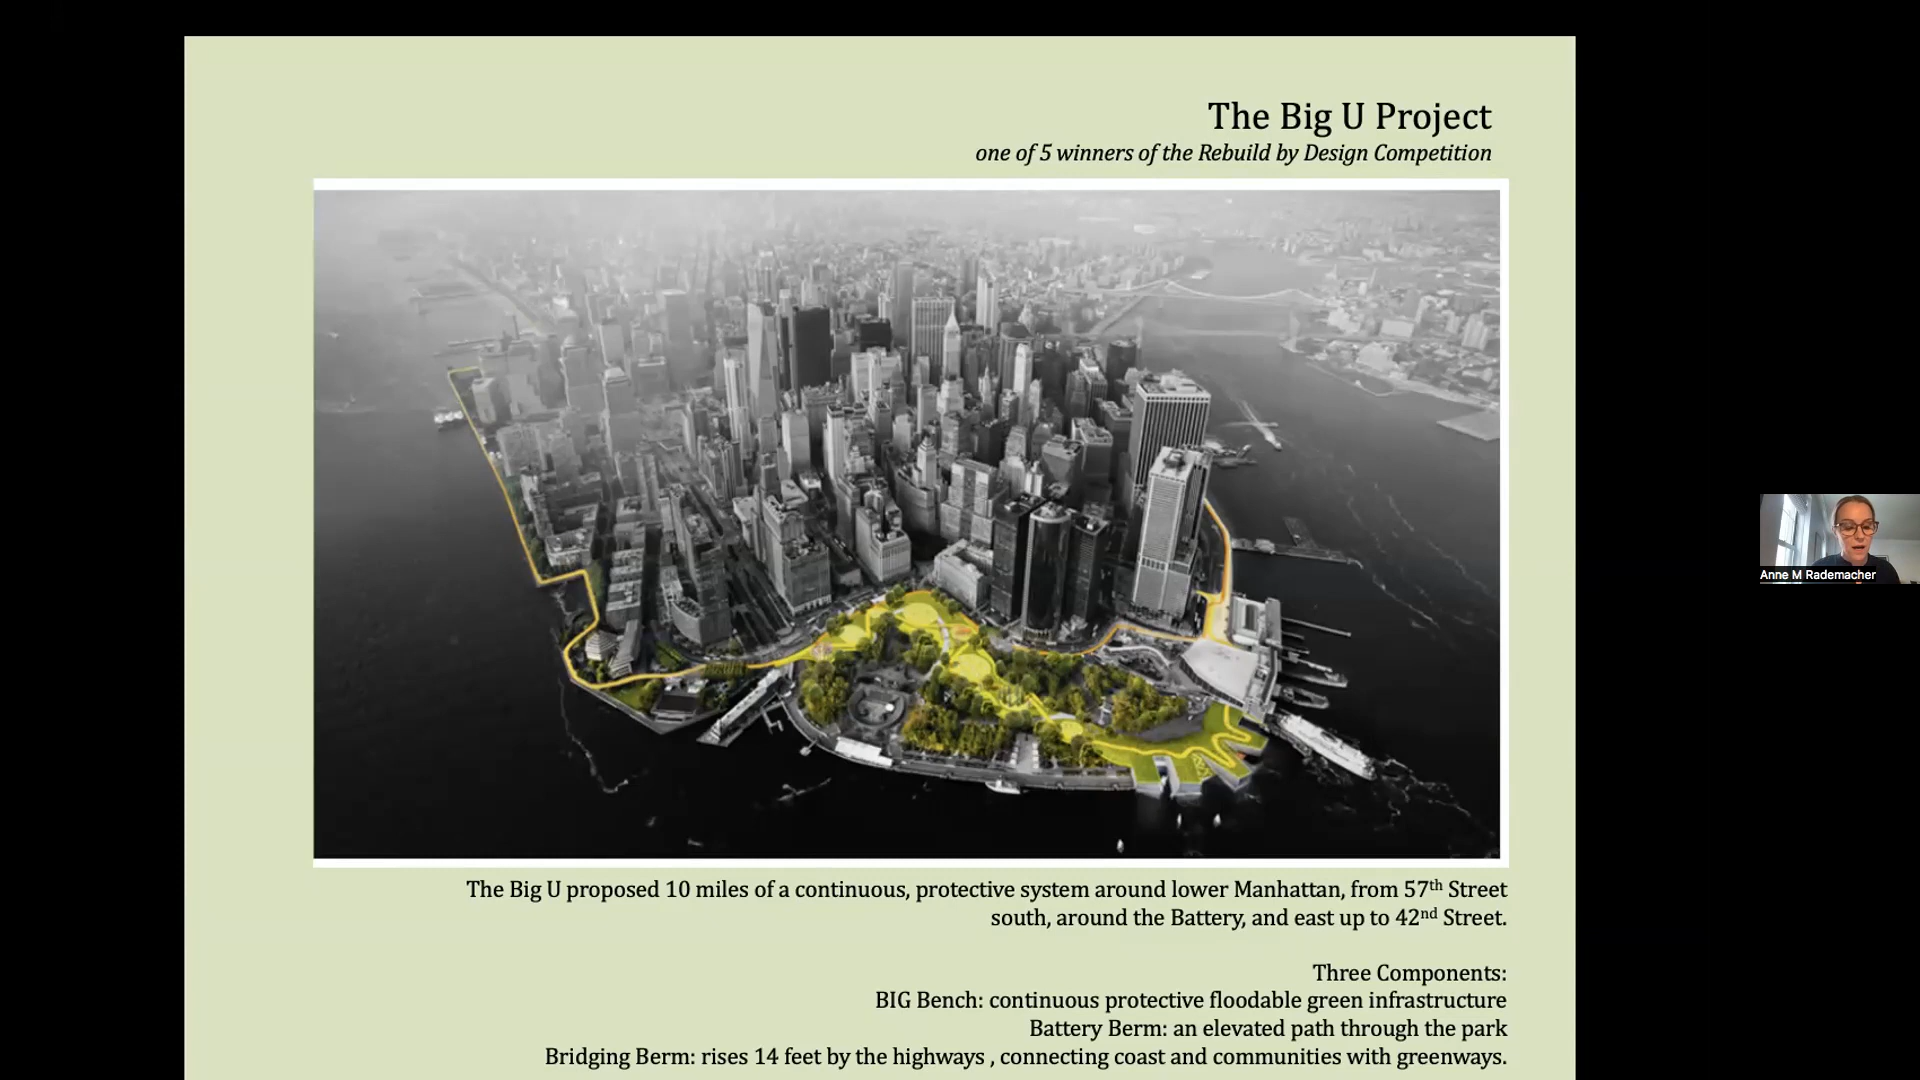 The Big U Project
one of 5 winners of the Rebuild by Design Competition
The Big U proposed 10 miles of a continuous, protective system around lower Manhattan, from 57th Street
south, around the Battery, and east up to 42nd Street.
Three Components:
BIG Bench: continuous protective floodable green infrastructure
Battery Berm: an elevated path through the park
Bridging Berm: rises 14 feet by the highways , connecting coast and communities with greenways.
Anne M Rademacher